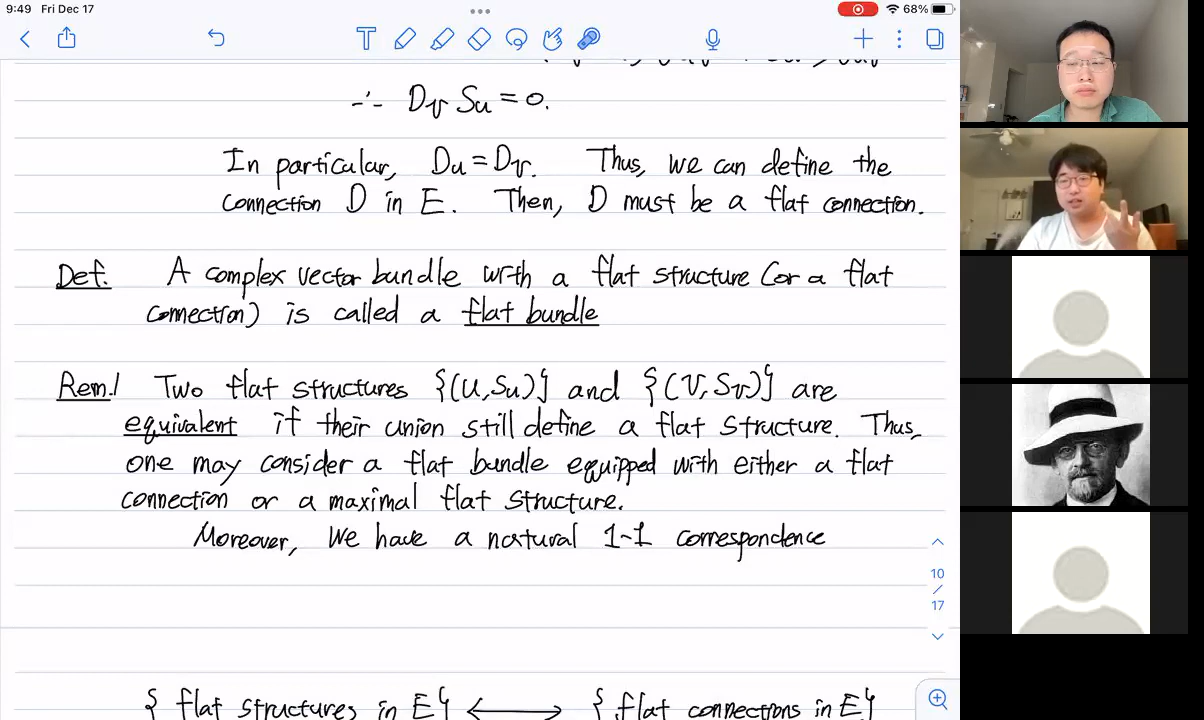 9:49 Fri Dec 17
68%
∴ D_V S_U = 0.
In particular, D_U = D_V. Thus, we can define the
connection D in E. Then, D must be a flat connection.
Def. A complex vector bundle with a flat structure (or a flat
connection) is called a flat bundle
Rem) Two flat structures {(U, S_U)} and {(V, S_V)} are
equivalent if their union still define a flat structure. Thus,
one may consider a flat bundle equipped with either a flat
connection or a maximal flat structure.
Moreover, We have a natural 1-1 correspondence
10
/
17
{ flat structures in E} ⟷ { flat connections in E}